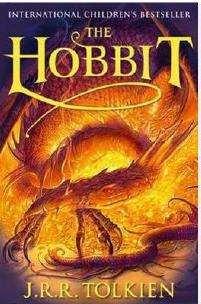 INTERNATIONAL CHILDREN'S BESTSELLER
THE
HOBBIT
J.R.R. TOLKIEN